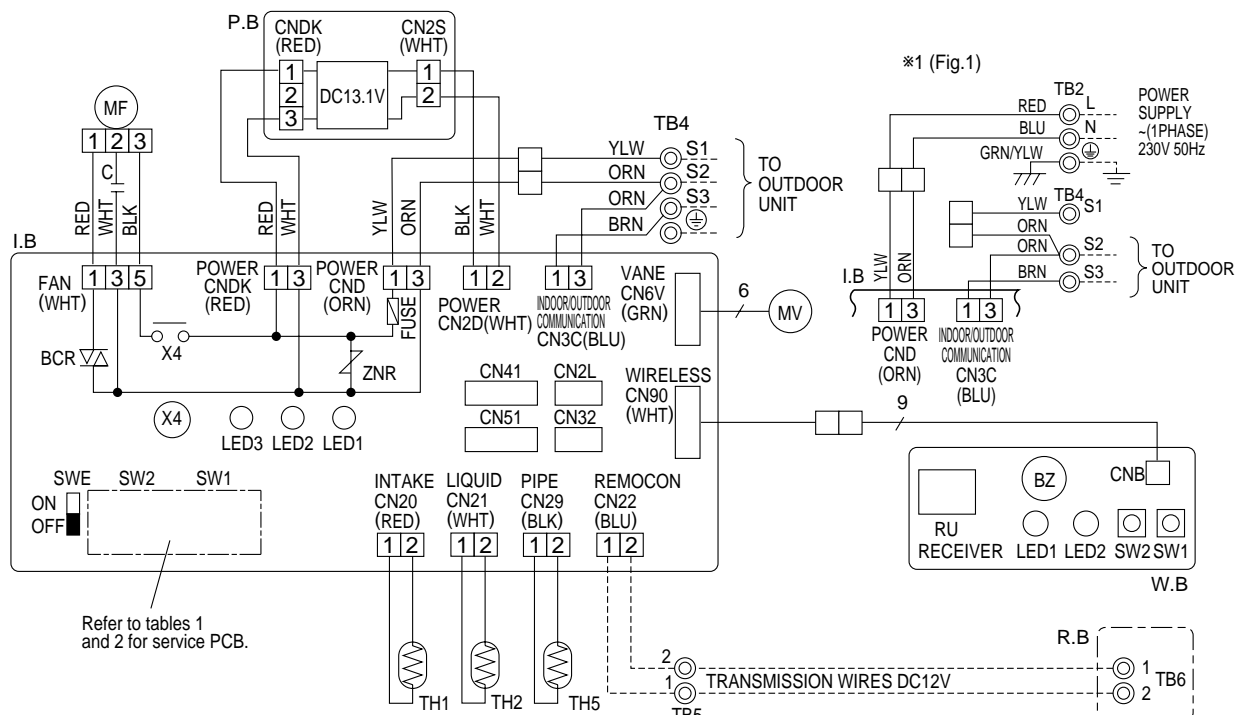 P.B
CNDK
(RED)
CN2S
(WHT)
1
2
3
DC13.1V
1
2
MF
1 2 3
C
RED
WHT
BLK
RED
WHT
YLW
ORN
BLK
WHT
TB4
YLW
S1
ORN
S2
ORN
S3
BRN
TO
OUTDOOR
UNIT
※1 (Fig.1)
TB2
RED
L
BLU
N
GRN/YLW
POWER
SUPPLY
~(1PHASE)
230V 50Hz
YLW
TB4
S1
ORN
ORN
S2
BRN
S3
TO
OUTDOOR
UNIT
YLW
ORN
I.B
1 3
POWER
CND
(ORN)
1 3
INDOOR/OUTDOOR
COMMUNICATION
CN3C
(BLU)
I.B
FAN
(WHT)
1 3 5
POWER
CNDK
(RED)
1 3
POWER
CND
(ORN)
1 3
FUSE
1 2
POWER
CN2D(WHT)
1 3
INDOOR/OUTDOOR
COMMUNICATION
CN3C(BLU)
VANE
CN6V
(GRN)
6
MV
BCR
X4
ZNR
X4
LED3 LED2 LED1
CN41
CN2L
CN51
CN32
WIRELESS
CN90
(WHT)
9
SWE
ON
OFF
SW2
SW1
INTAKE
CN20
(RED)
1 2
LIQUID
CN21
(WHT)
1 2
PIPE
CN29
(BLK)
1 2
REMOCON
CN22
(BLU)
1 2
CNB
BZ
RU
RECEIVER
LED1 LED2 SW2 SW1
W.B
Refer to tables 1
and 2 for service PCB.
TH1
TH2
TH5
2
1
TRANSMISSION WIRES DC12V
TB5
R.B
1
2
TB6